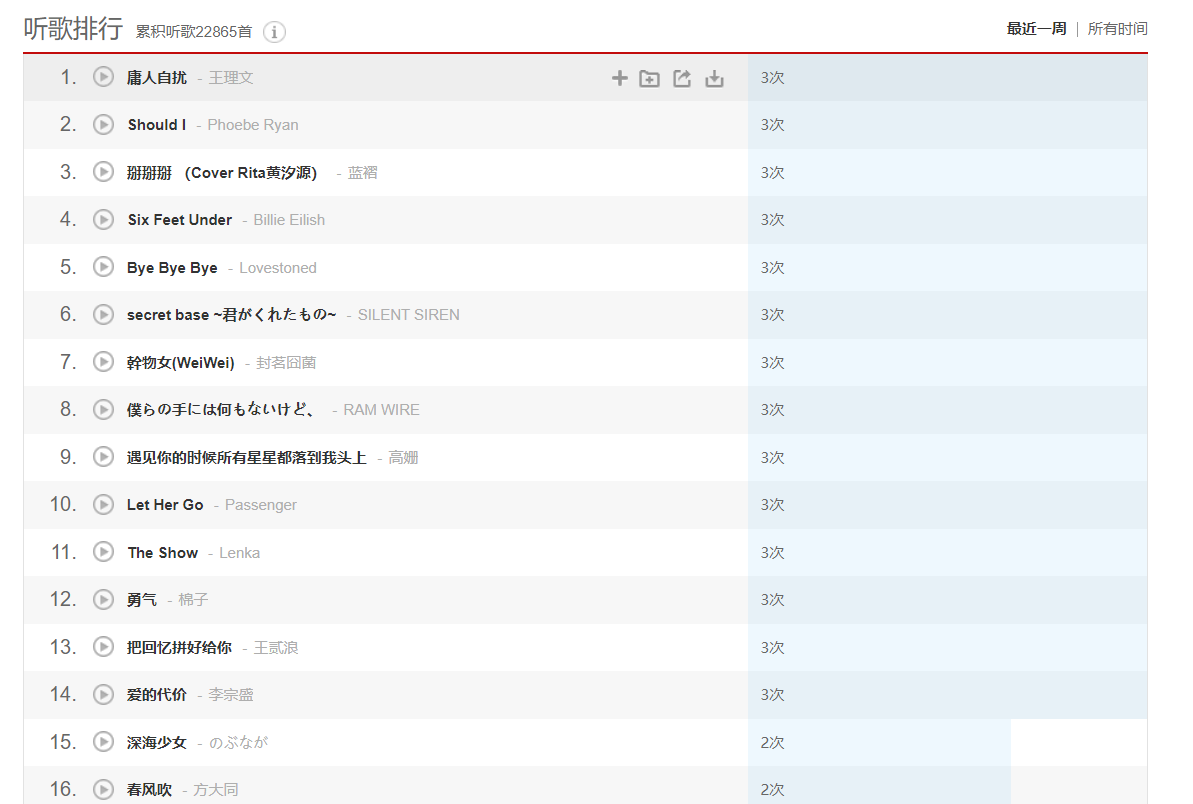 听歌排行 累积听歌22865首 最近一周 | 所有时间
1. 庸人自扰 - 王理文 3次
2. Should I - Phoebe Ryan 3次
3. 掰掰掰 （Cover Rita黄汐源） - 蓝褶 3次
4. Six Feet Under - Billie Eilish 3次
5. Bye Bye Bye - Lovestoned 3次
6. secret base ~君がくれたもの~ - SILENT SIREN 3次
7. 幹物女(WeiWei) - 封茗囧菌 3次
8. 僕らの手には何もないけど、 - RAM WIRE 3次
9. 遇见你的时候所有星星都落到我头上 - 高姗 3次
10. Let Her Go - Passenger 3次
11. The Show - Lenka 3次
12. 勇气 - 棉子 3次
13. 把回忆拼好给你 - 王贰浪 3次
14. 爱的代价 - 李宗盛 3次
15. 深海少女 - のぶなが 2次
16. 春风吹 - 方大同 2次